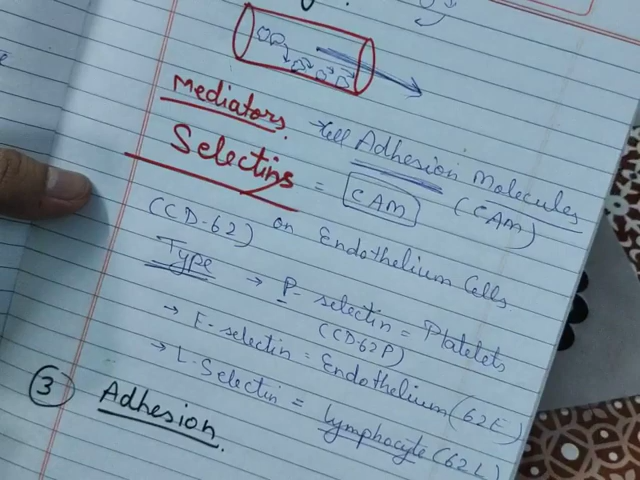 Mediators.
Cell Adhesion Molecules
Selectins = CAM (CAM)
(CD-62) on Endothelium Cells.
Type → P- selectin = Platelets
(CD-62P)
→ E-selectin = Endothelium (62E)
→ L-Selectin = Lymphocyte (62L)
③ Adhesion.